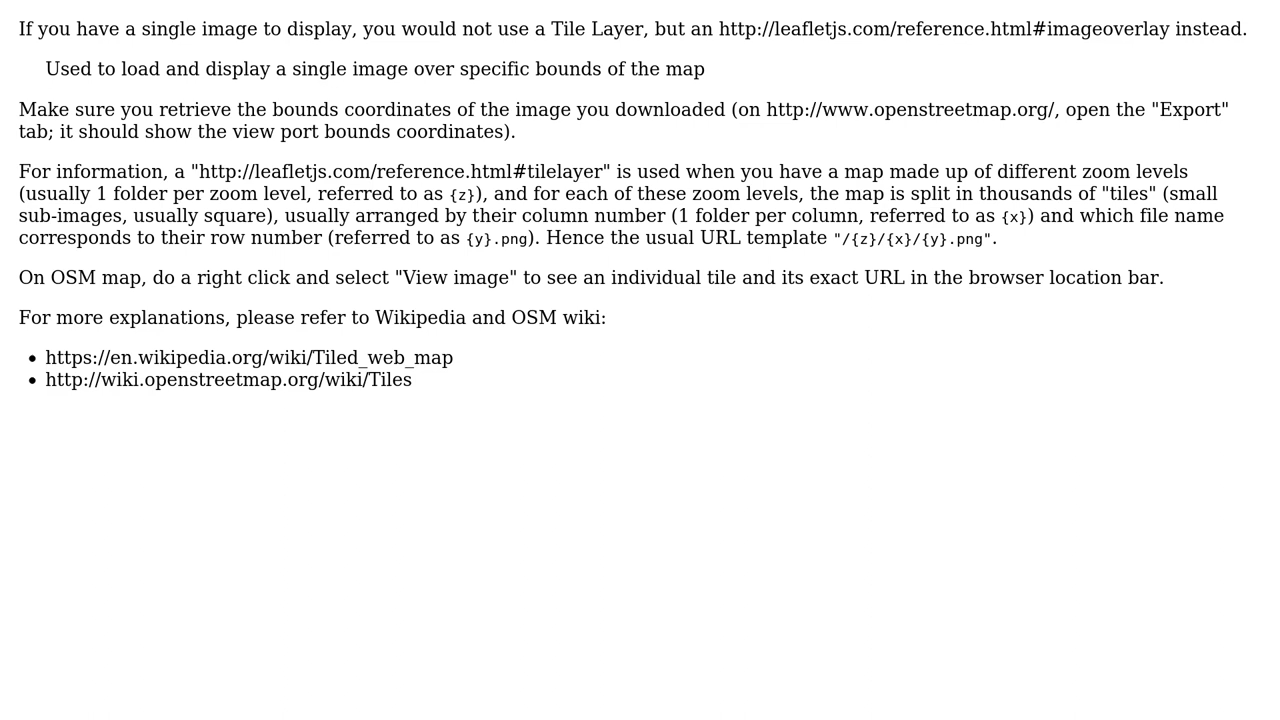 If you have a single image to display, you would not use a Tile Layer, but an http://leafletjs.com/reference.html#imageoverlay instead.
Used to load and display a single image over specific bounds of the map
Make sure you retrieve the bounds coordinates of the image you downloaded (on http://www.openstreetmap.org/, open the "Export"
tab; it should show the view port bounds coordinates).
For information, a "http://leafletjs.com/reference.html#tilelayer" is used when you have a map made up of different zoom levels
(usually 1 folder per zoom level, referred to as {z}), and for each of these zoom levels, the map is split in thousands of "tiles" (small
sub-images, usually square), usually arranged by their column number (1 folder per column, referred to as {x}) and which file name
corresponds to their row number (referred to as {y}.png). Hence the usual URL template "/{z}/{x}/{y}.png".
On OSM map, do a right click and select "View image" to see an individual tile and its exact URL in the browser location bar.
For more explanations, please refer to Wikipedia and OSM wiki:
• https://en.wikipedia.org/wiki/Tiled_web_map
• http://wiki.openstreetmap.org/wiki/Tiles